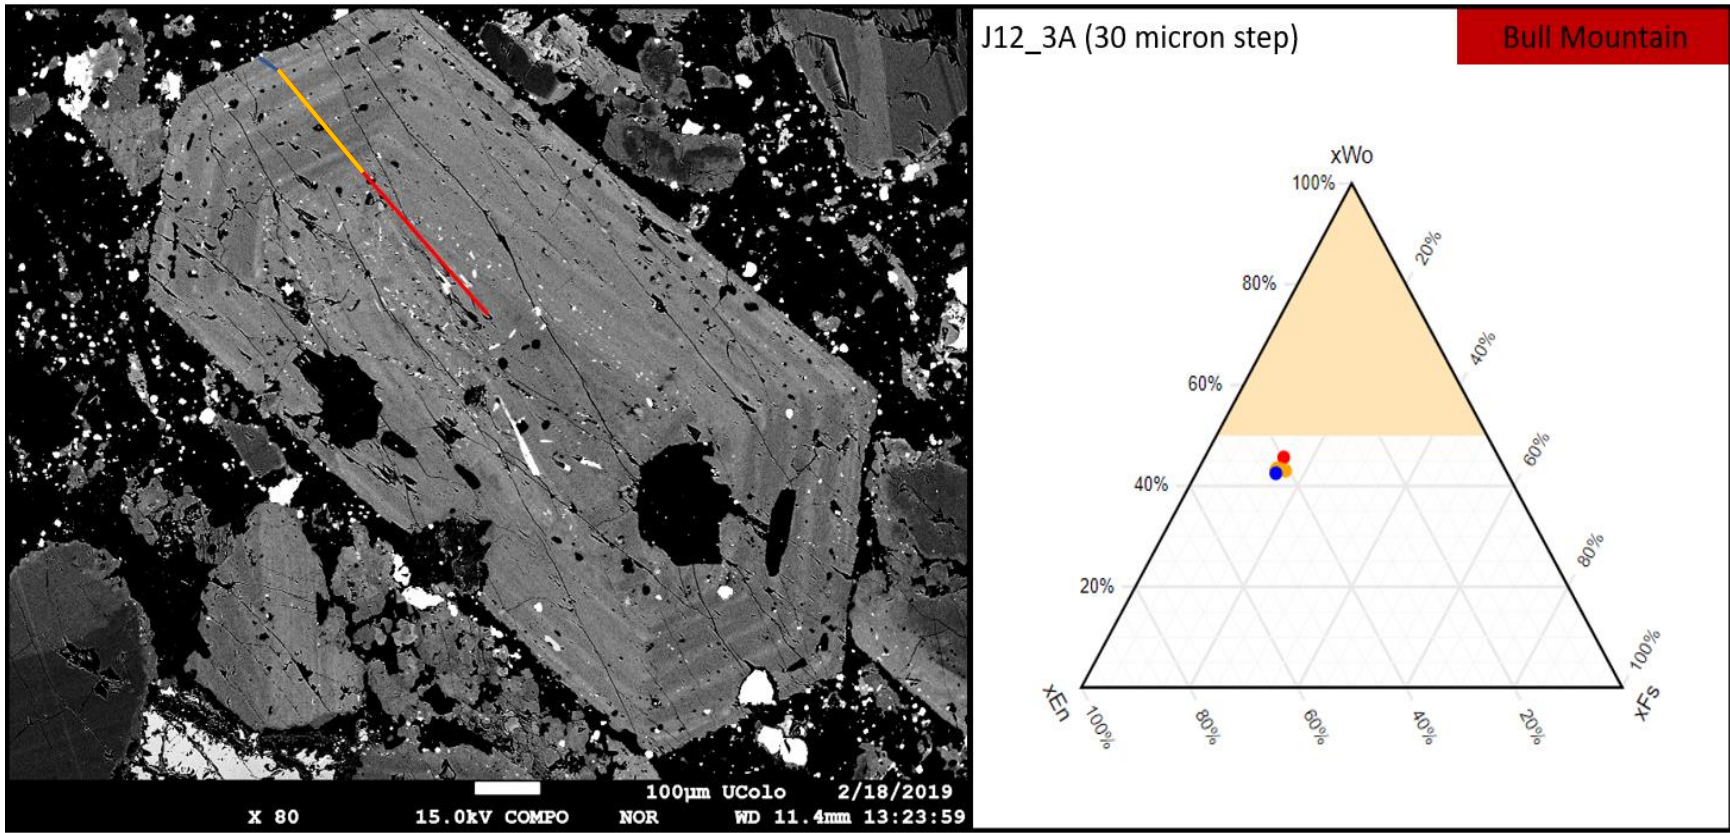 J12_3A (30 micron step)
Bull Mountain
xWo
100%
20%
80%
40%
60%
60%
40%
80%
20%
100%
xEn
xFs
100%
80%
60%
40%
20%
100µm UColo 2/18/2019
X 80 15.0kV COMPO NOR WD 11.4mm 13:23:59